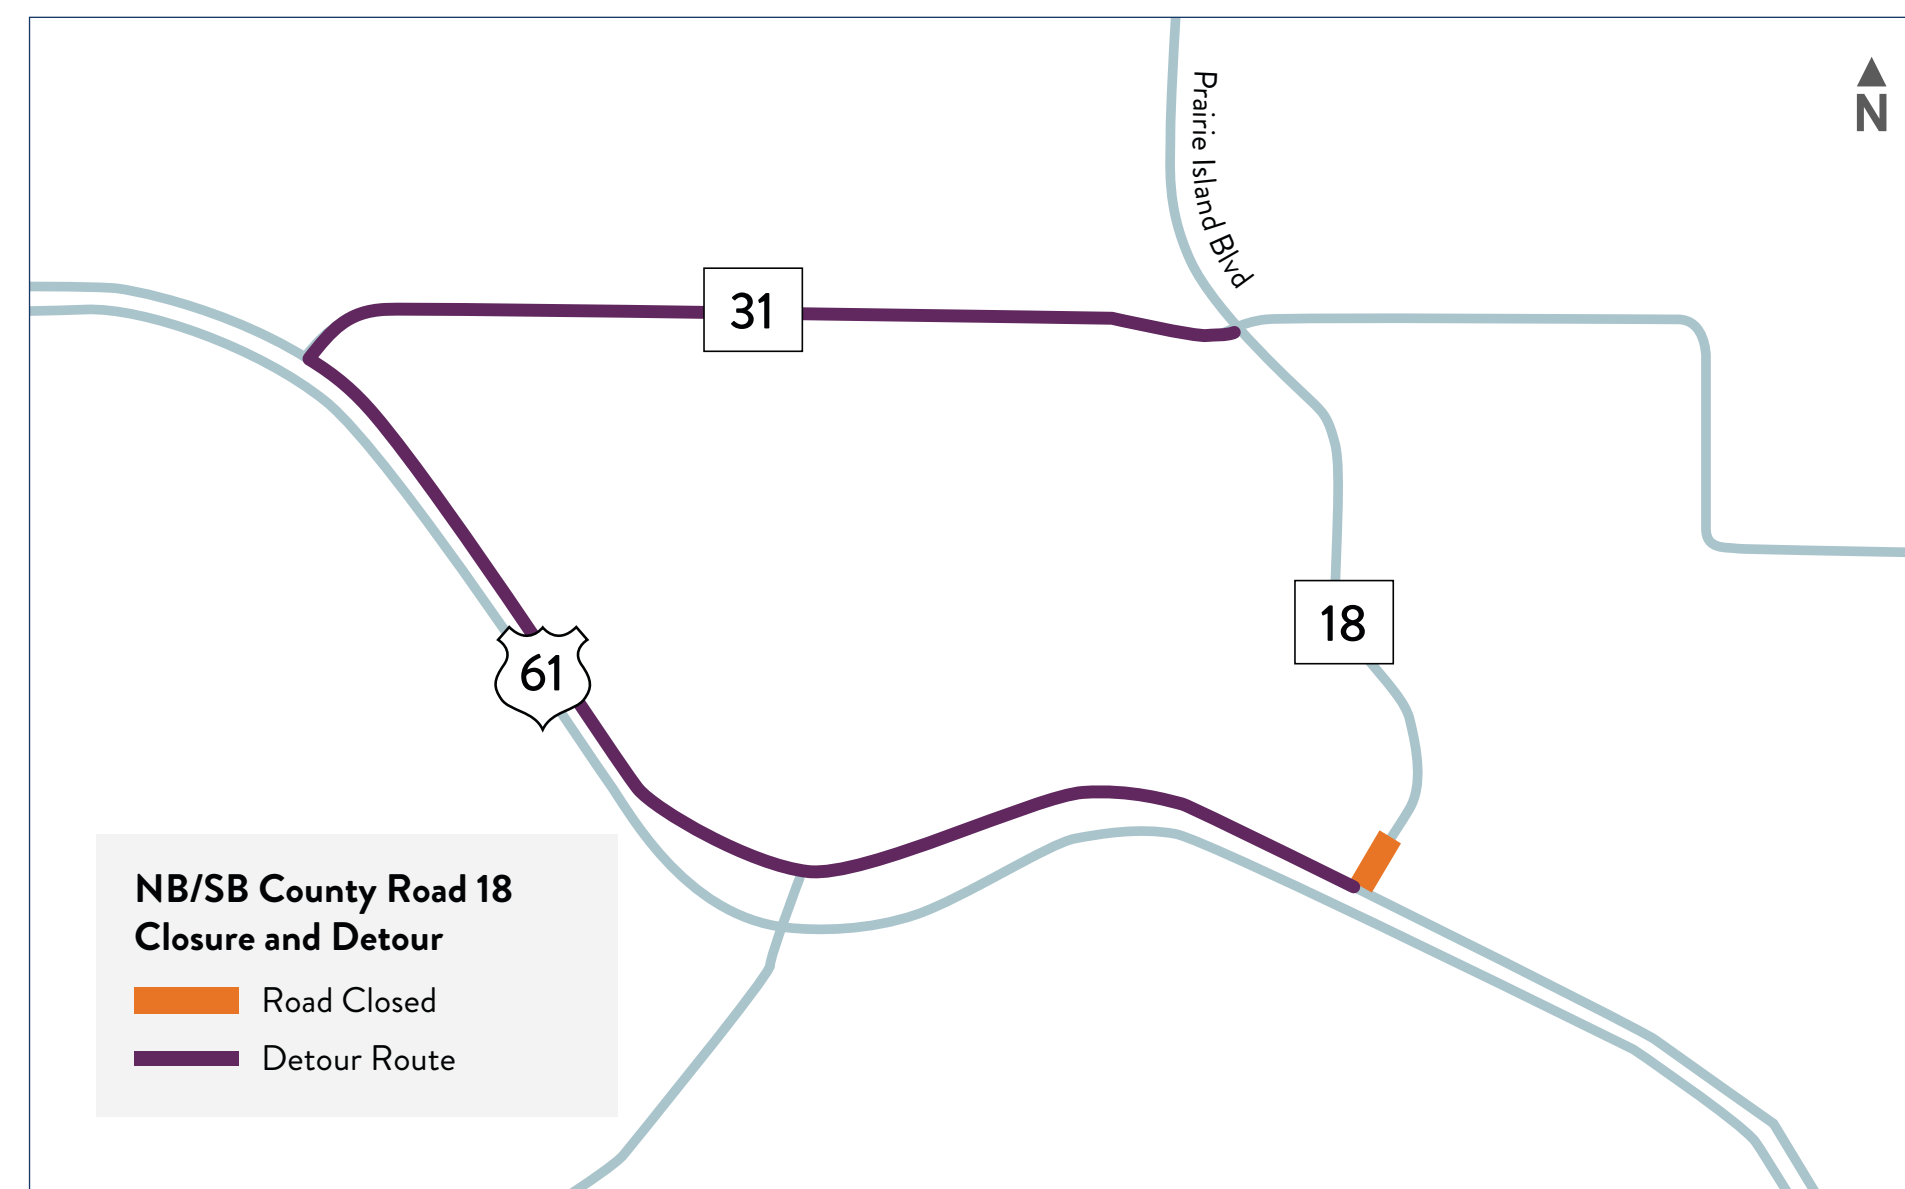 N
Prairie Island Blvd
31
18
61
NB/SB County Road 18
Closure and Detour
Road Closed
Detour Route